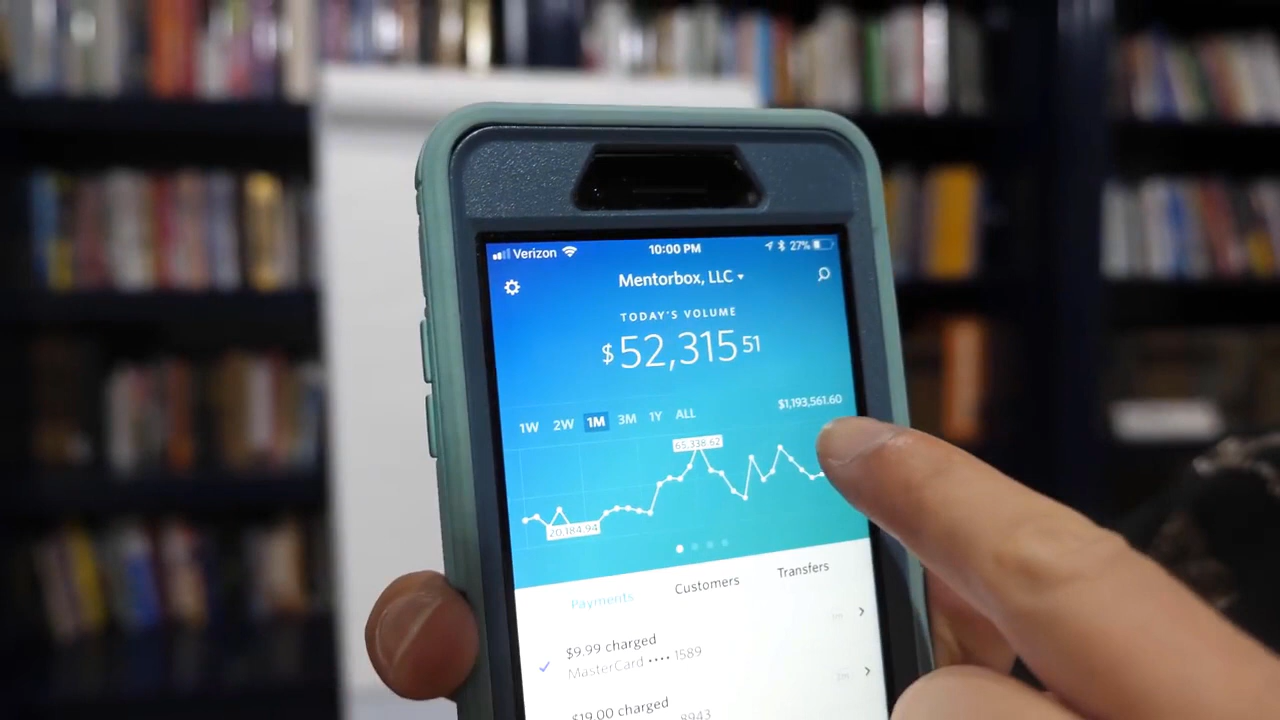 Verizon 10:00 PM 27%
Mentorbox, LLC
TODAY'S VOLUME
$52,315 51
$1,193,561.60
1W 2W 1M 3M 1Y ALL
65,338.62
20,184.94
Payments Customers Transfers
$9.99 charged
MasterCard •••• 1589
$19.00 charged
8943